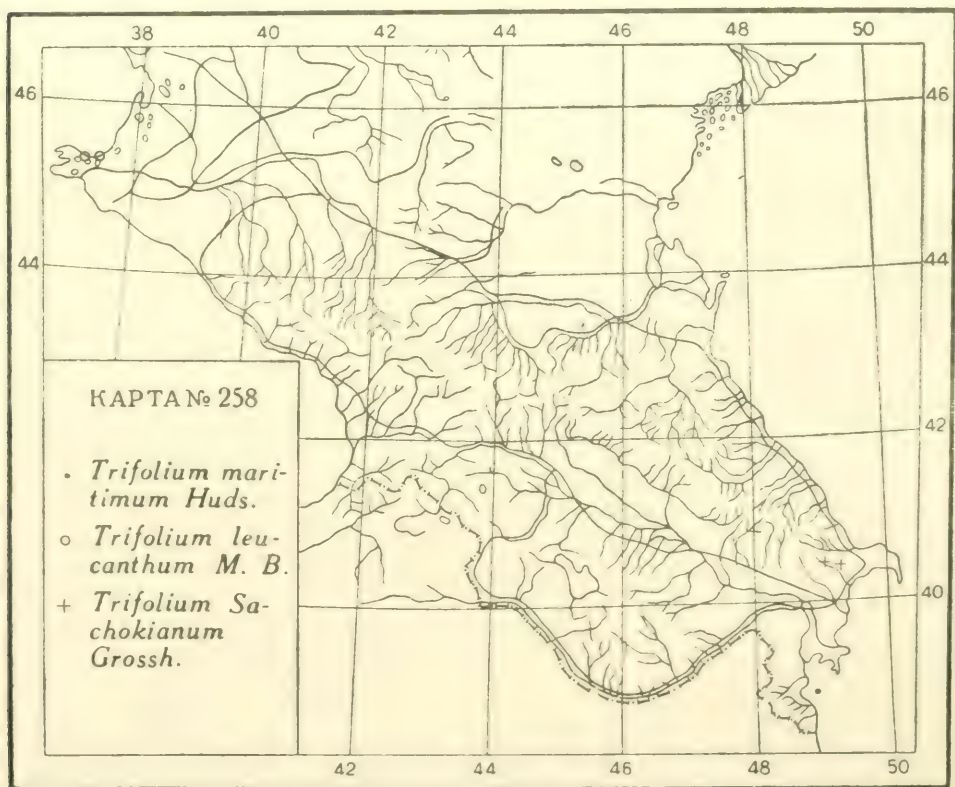 38 40 42 44 46 48 50
46 46
44 44
КАРТА № 258
42
Trifolium mari-
timum Huds.
Trifolium leu-
canthum M. B.
Trifolium Sa-
chokianum
Grossh.
40
42 44 46 48 50